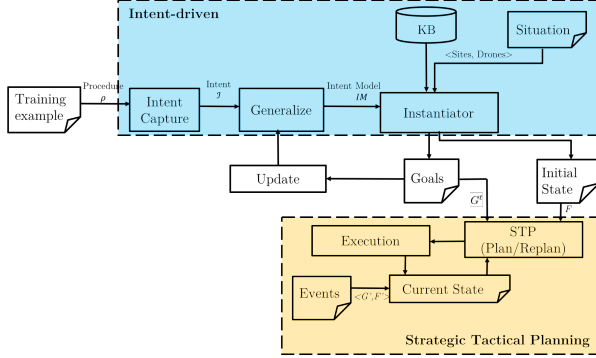 Intent-driven
KB
Situation
<Sites, Drones>
Training
example
Procedure
ρ
Intent
Capture
Intent
ℐ
Generalize
Intent Model
IM
Instantiator
Update
Goals
Initial
State
G^ε
F
Execution
STP
(Plan/Replan)
Events
<G',F'>
Current State
Strategic Tactical Planning